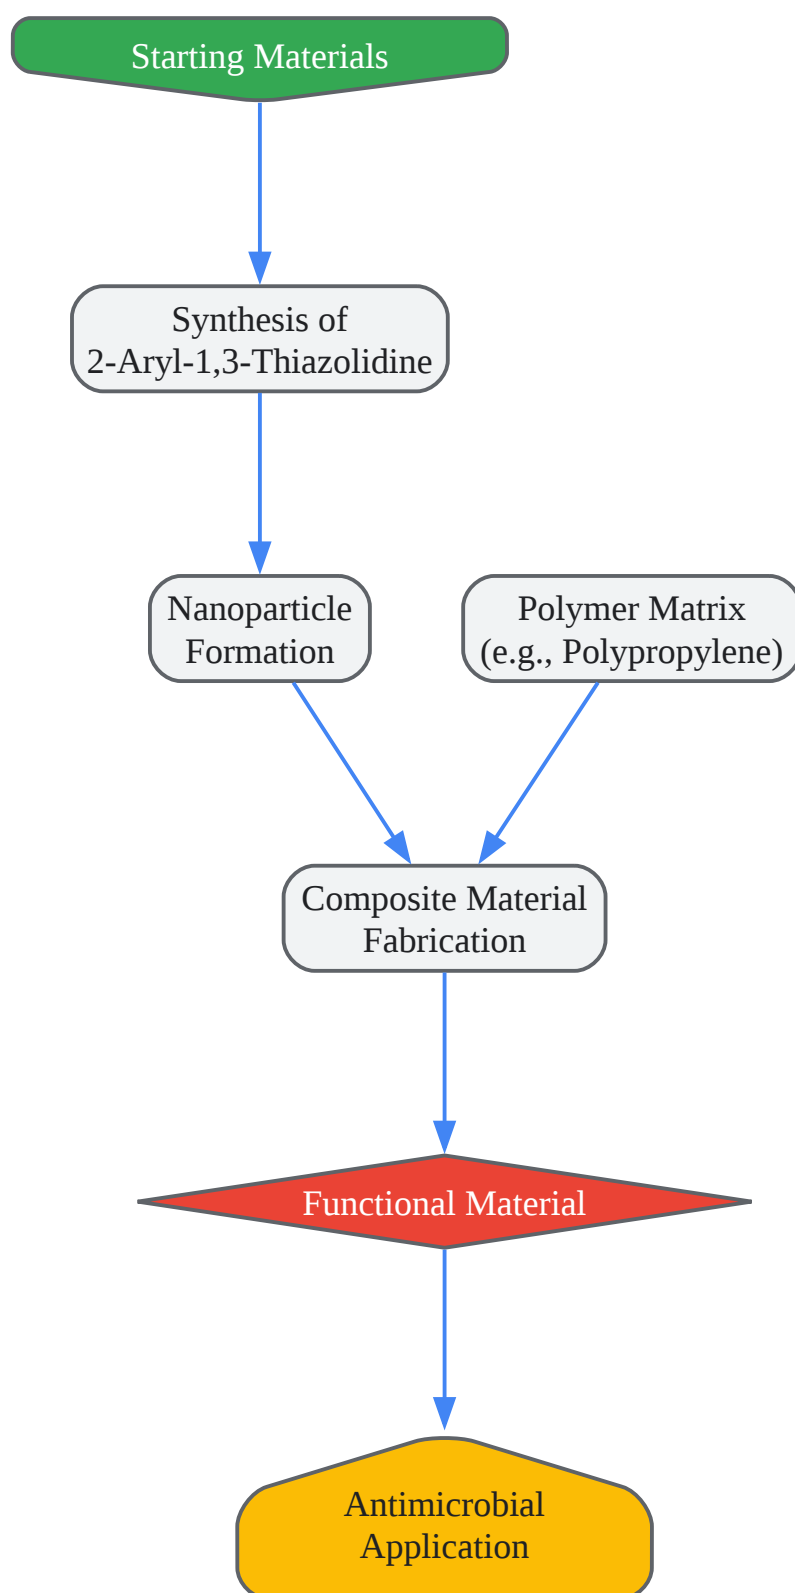 Starting Materials
Synthesis of
2-Aryl-1,3-Thiazolidine
Nanoparticle
Formation
Polymer Matrix
(e.g., Polypropylene)
Composite Material
Fabrication
Functional Material
Antimicrobial
Application